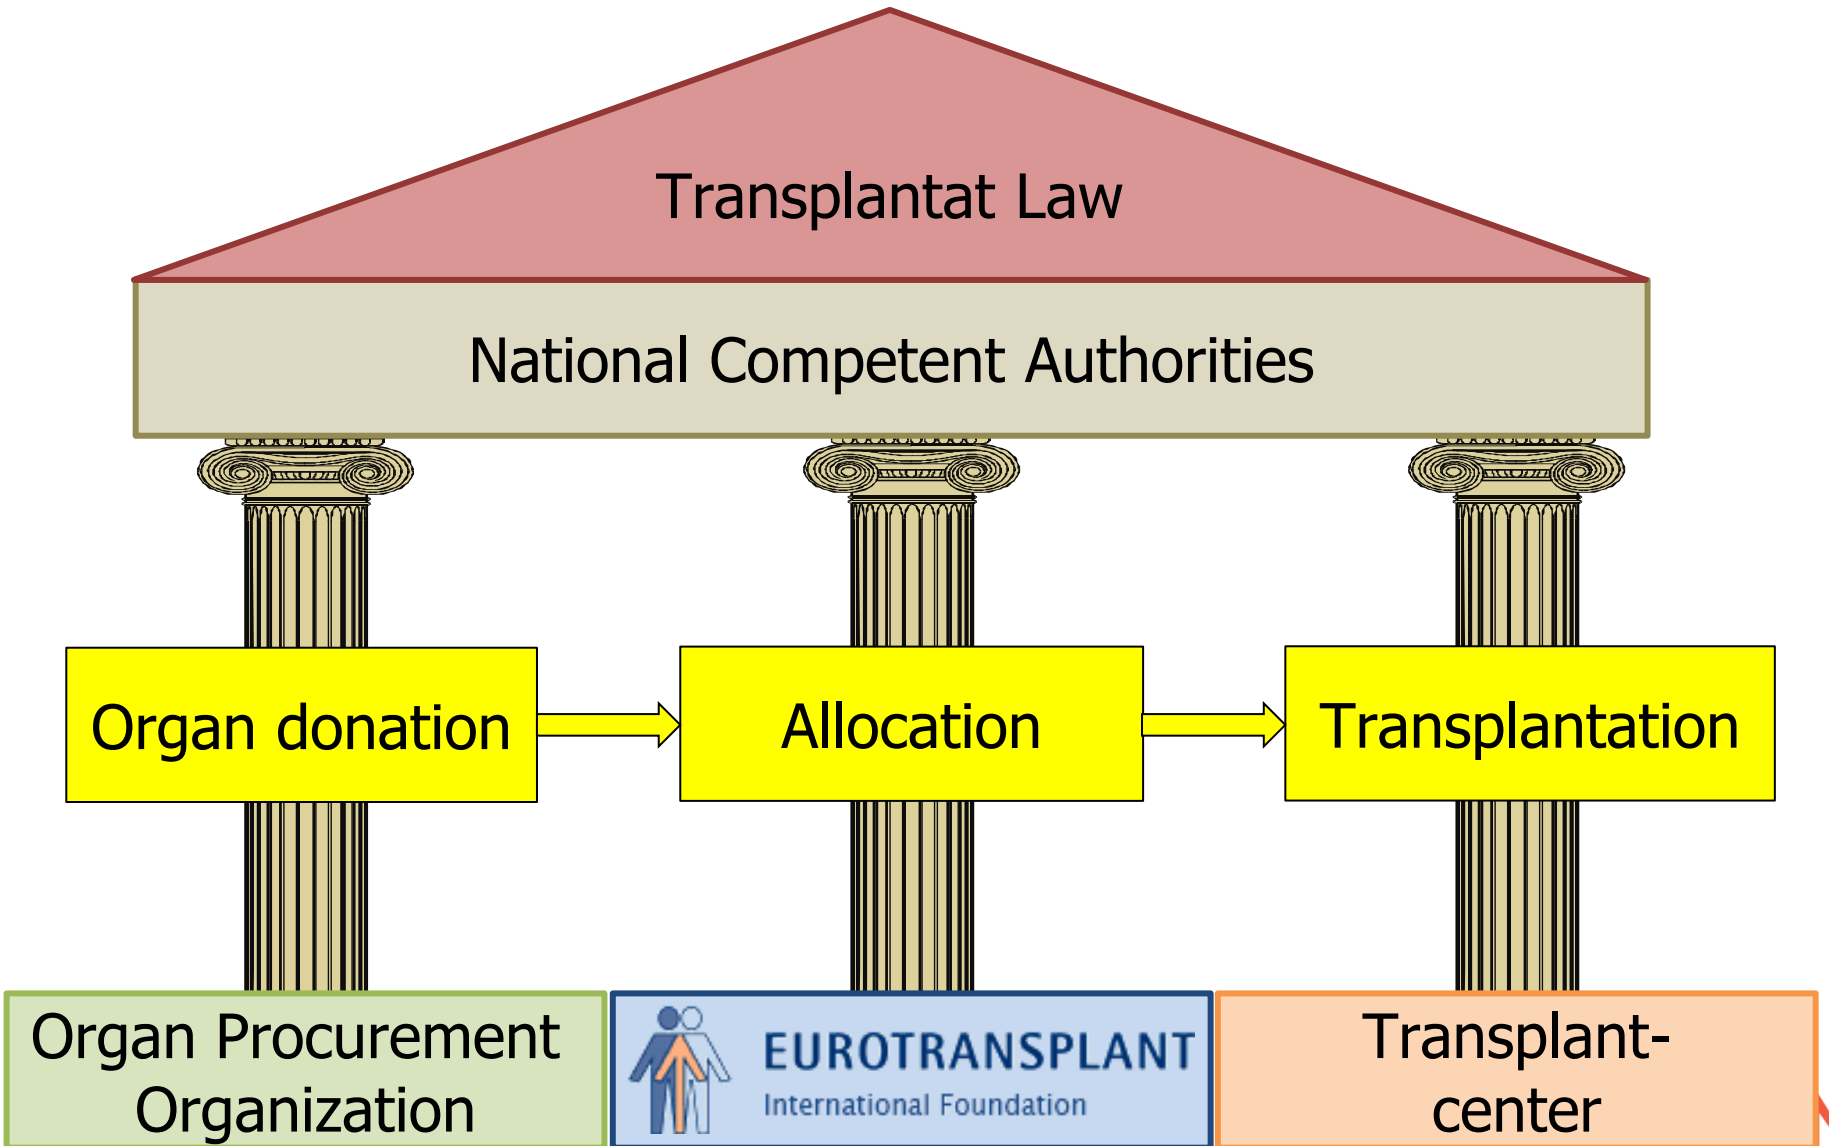 Transplantat Law
National Competent Authorities
Organ donation
Allocation
Transplantation
Organ Procurement
Organization
EUROTRANSPLANT
International Foundation
Transplant-
center